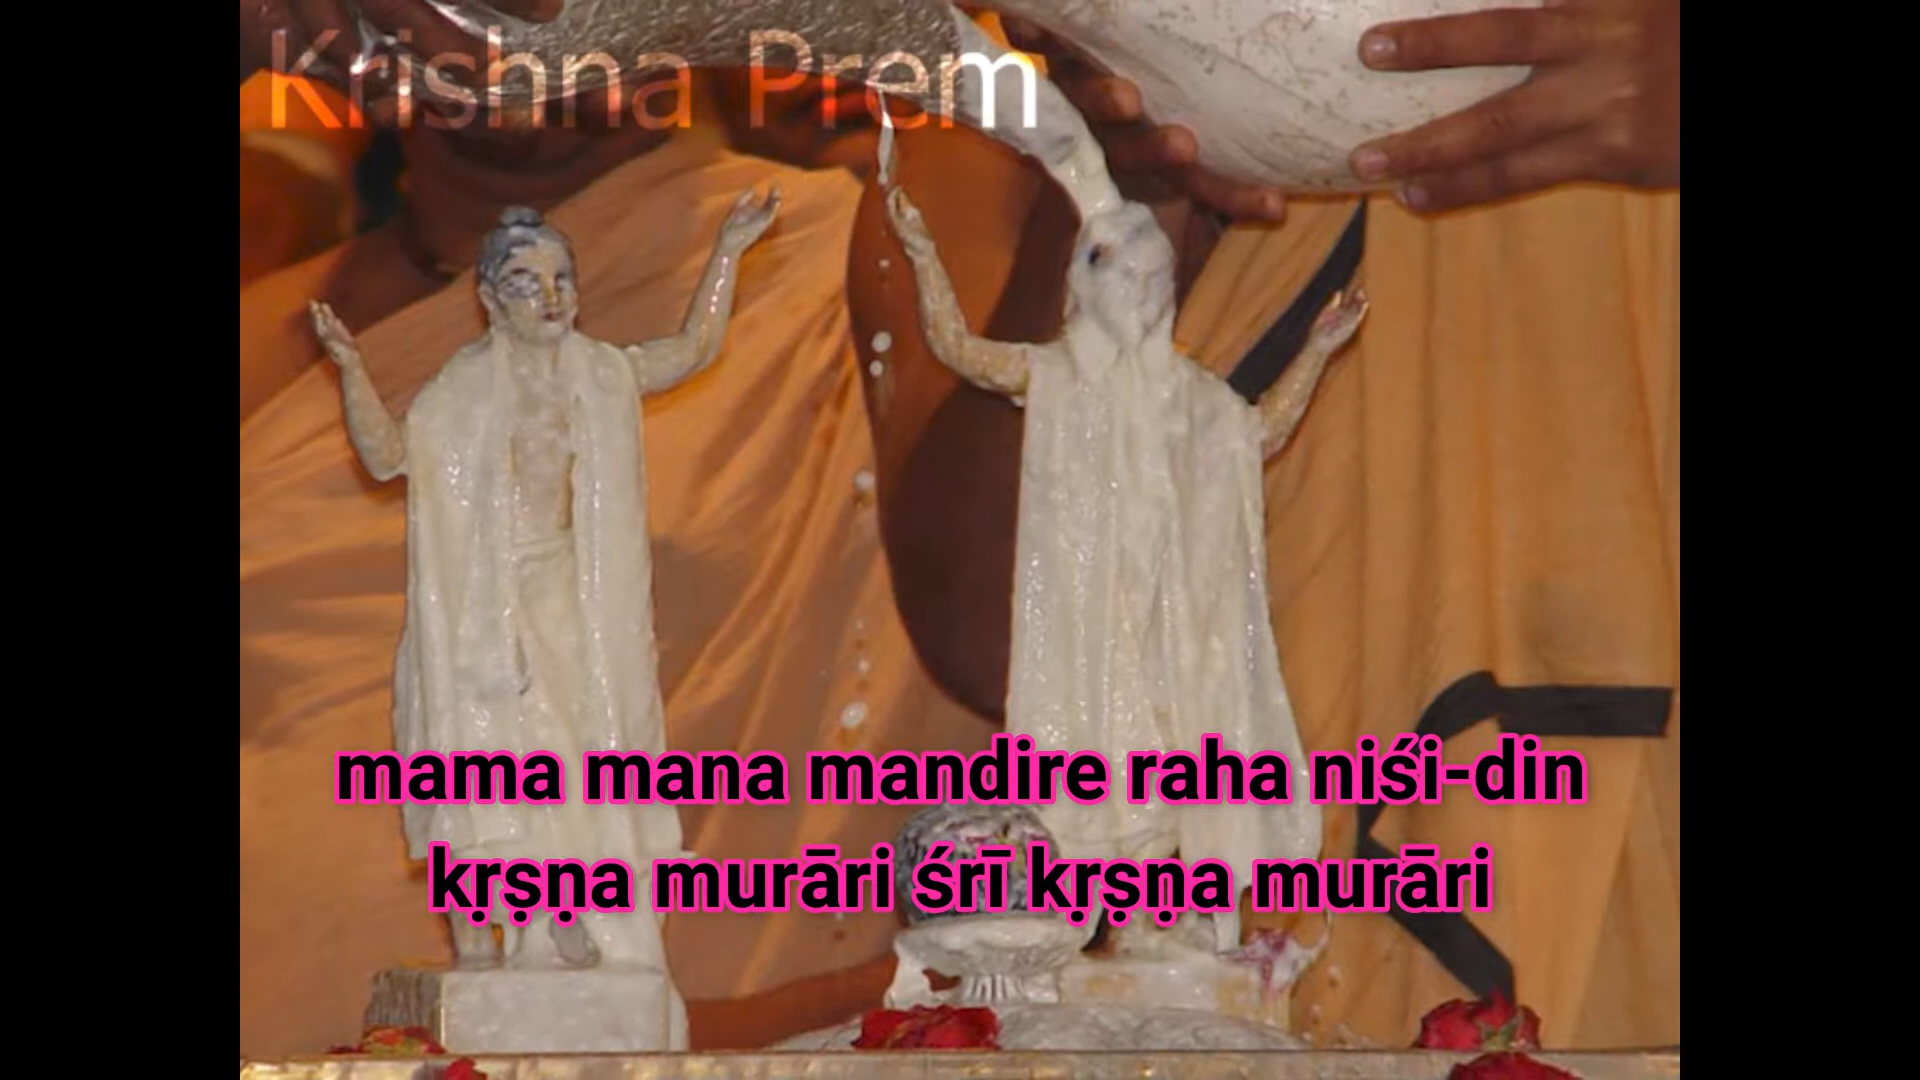 Krishna Prem
mama mana mandire raha niśi-din
kṛṣṇa murāri śrī kṛṣṇa murāri